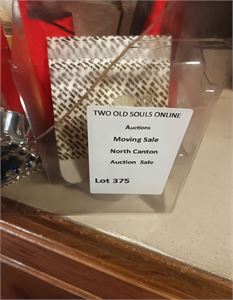 TWO OLD SOULS ONLINE
Auctions
Moving Sale
North Canton
Auction Sale
Lot 375